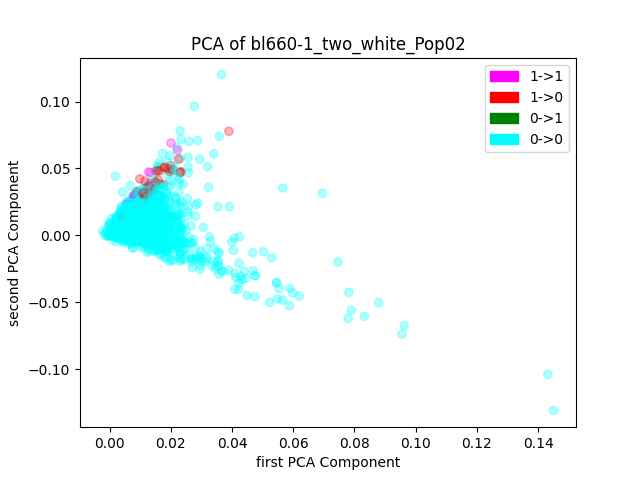 PCA of bl660-1_two_white_Pop02
1->1
1->0
0->1
0->0
0.10
0.05
0.00
−0.05
−0.10
second PCA Component
0.00 0.02 0.04 0.06 0.08 0.10 0.12 0.14
first PCA Component